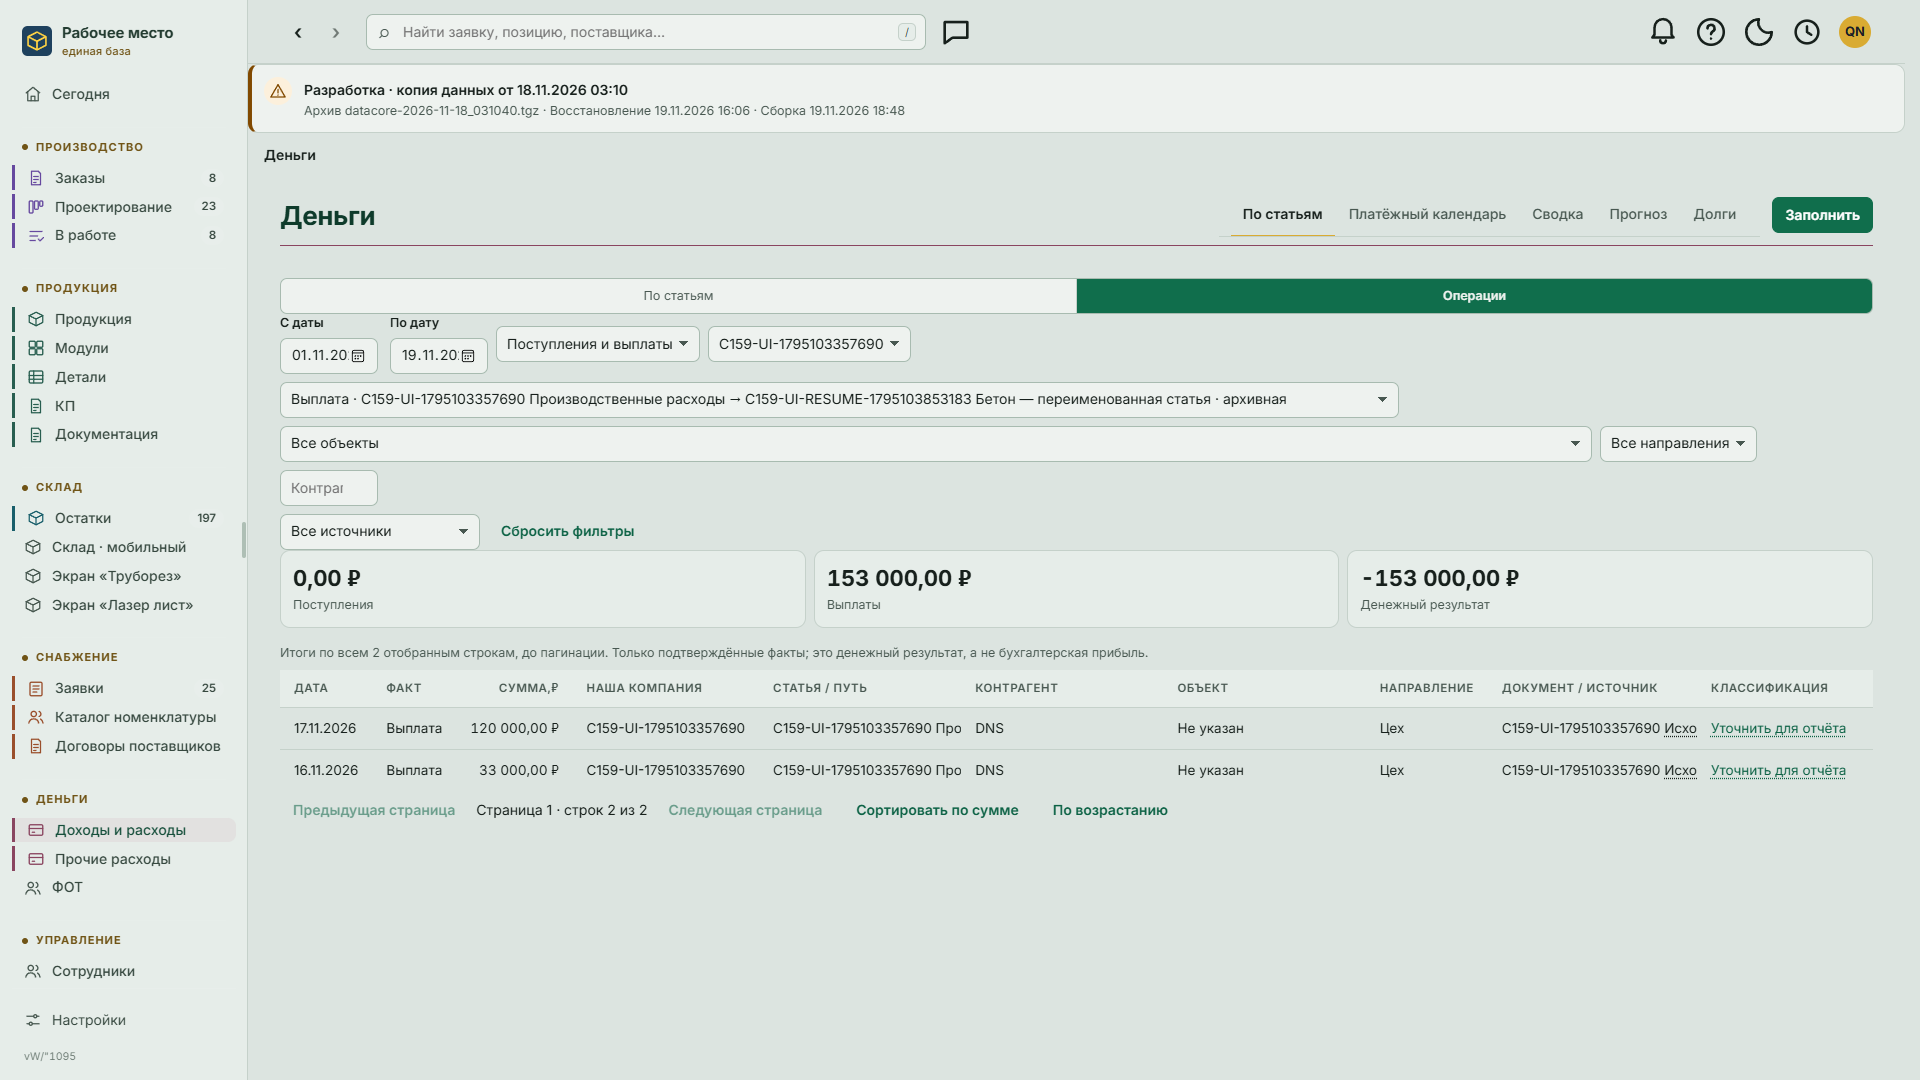 Рабочее место
единая база
Сегодня
ПРОИЗВОДСТВО
Заказы 8
Проектирование 23
В работе 8
ПРОДУКЦИЯ
Продукция
Модули
Детали
КП
Документация
СКЛАД
Остатки 197
Склад · мобильный
Экран «Труборез»
Экран «Лазер лист»
СНАБЖЕНИЕ
Заявки 25
Каталог номенклатуры
Договоры поставщиков
ДЕНЬГИ
Доходы и расходы
Прочие расходы
ФОТ
УПРАВЛЕНИЕ
Сотрудники
Настройки
vW/"1095
Найти заявку, позицию, поставщика... /
QN
Разработка · копия данных от 18.11.2026 03:10
Архив datacore-2026-11-18_031040.tgz · Восстановление 19.11.2026 16:06 · Сборка 19.11.2026 18:48
Деньги
Деньги
По статьям Платёжный календарь Сводка Прогноз Долги Заполнить
По статьям Операции
С даты По дату
01.11.20 19.11.20 Поступления и выплаты C159-UI-1795103357690
Выплата · C159-UI-1795103357690 Производственные расходы → C159-UI-RESUME-1795103853183 Бетон — переименованная статья · архивная
Все объекты Все направления
Контраг
Все источники Сбросить фильтры
0,00 ₽ 153 000,00 ₽ -153 000,00 ₽
Поступления Выплаты Денежный результат
Итоги по всем 2 отобранным строкам, до пагинации. Только подтверждённые факты; это денежный результат, а не бухгалтерская прибыль.
ДАТА ФАКТ СУММА,₽ НАША КОМПАНИЯ СТАТЬЯ / ПУТЬ КОНТРАГЕНТ ОБЪЕКТ НАПРАВЛЕНИЕ ДОКУМЕНТ / ИСТОЧНИК КЛАССИФИКАЦИЯ
17.11.2026 Выплата 120 000,00 ₽ C159-UI-1795103357690 C159-UI-1795103357690 Про DNS Не указан Цех C159-UI-1795103357690 Исхо Уточнить для отчёта
16.11.2026 Выплата 33 000,00 ₽ C159-UI-1795103357690 C159-UI-1795103357690 Про DNS Не указан Цех C159-UI-1795103357690 Исхо Уточнить для отчёта
Предыдущая страница Страница 1 · строк 2 из 2 Следующая страница Сортировать по сумме По возрастанию